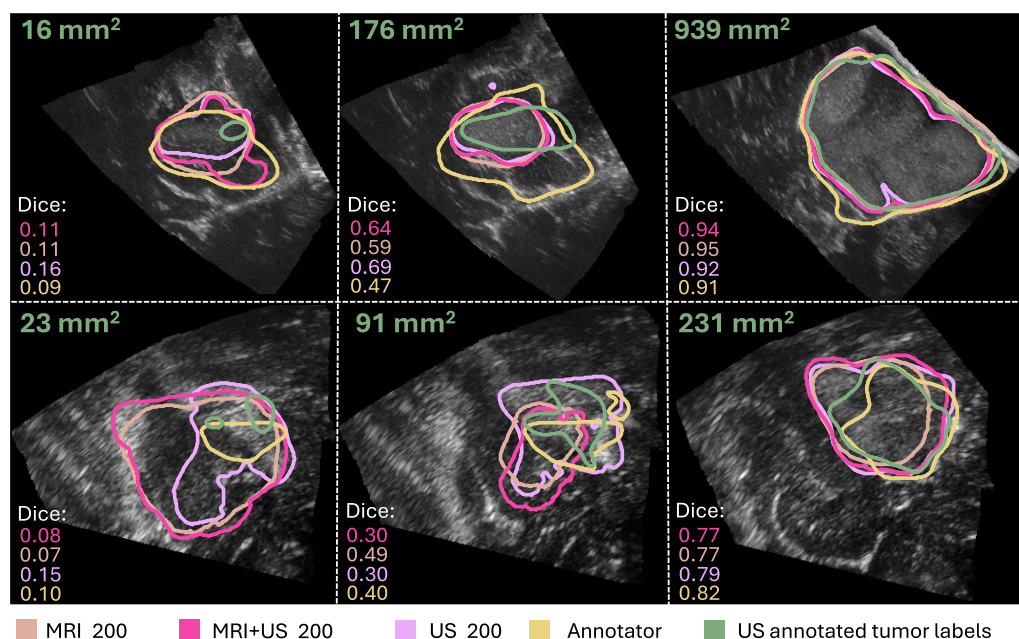 16 mm²
176 mm²
939 mm²
Dice:
0.11
0.11
0.16
0.09
Dice:
0.64
0.59
0.69
0.47
Dice:
0.94
0.95
0.92
0.91
23 mm²
91 mm²
231 mm²
Dice:
0.08
0.07
0.15
0.10
Dice:
0.30
0.49
0.30
0.40
Dice:
0.77
0.77
0.79
0.82
MRI 200
MRI+US 200
US 200
Annotator
US annotated tumor labels